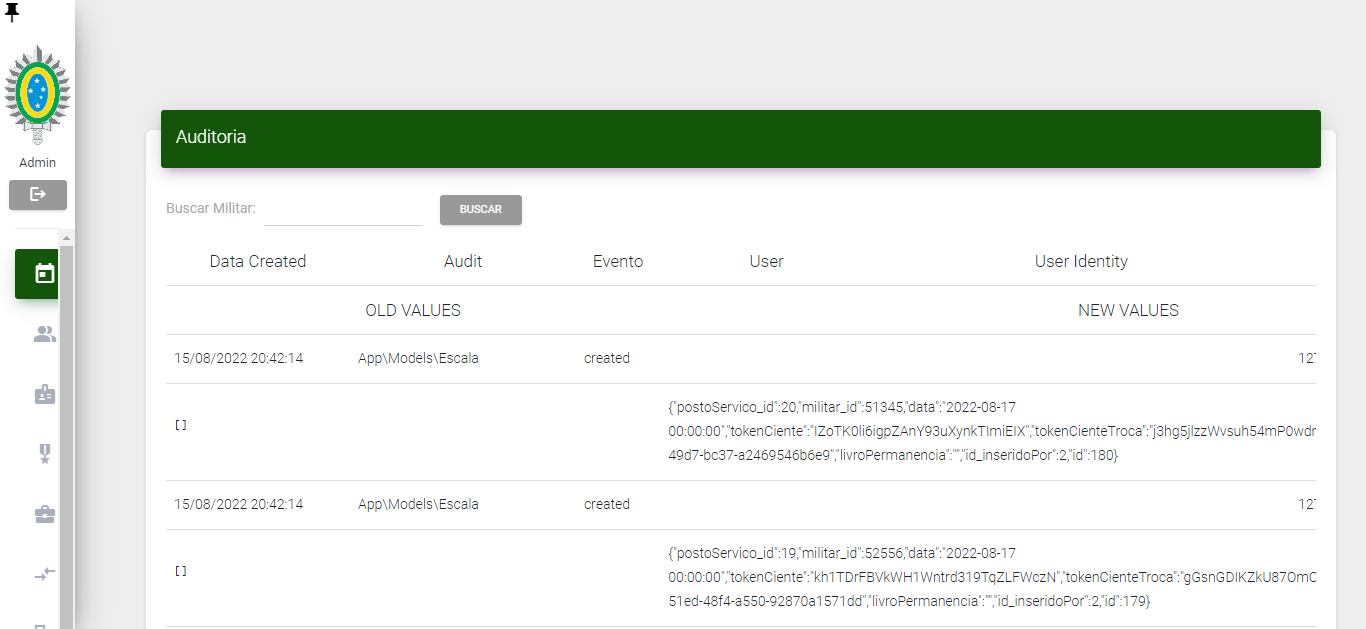 Admin
Auditoria
Buscar Militar:
BUSCAR
Data Created Audit Evento User User Identity
OLD VALUES NEW VALUES
15/08/2022 20:42:14 App\Models\Escala created 127
[]
{"postoServico_id":20,"militar_id":51345,"data":"2022-08-17
00:00:00","tokenCiente":"IZoTK0li6igpZAnY93uXynkTImiEIX","tokenCienteTroca":"j3hg5jlzzWvsuh54mP0wdr
49d7-bc37-a2469546b6e9","livroPermanencia":"","id_inseridoPor":2,"id":180}
15/08/2022 20:42:14 App\Models\Escala created 127
[]
{"postoServico_id":19,"militar_id":52556,"data":"2022-08-17
00:00:00","tokenCiente":"kh1TDrFBVkWH1Wntrd319TqZLFWczN","tokenCienteTroca":"gGsnGDIKZkU87OmC
51ed-48f4-a550-92870a1571dd","livroPermanencia":"","id_inseridoPor":2,"id":179}